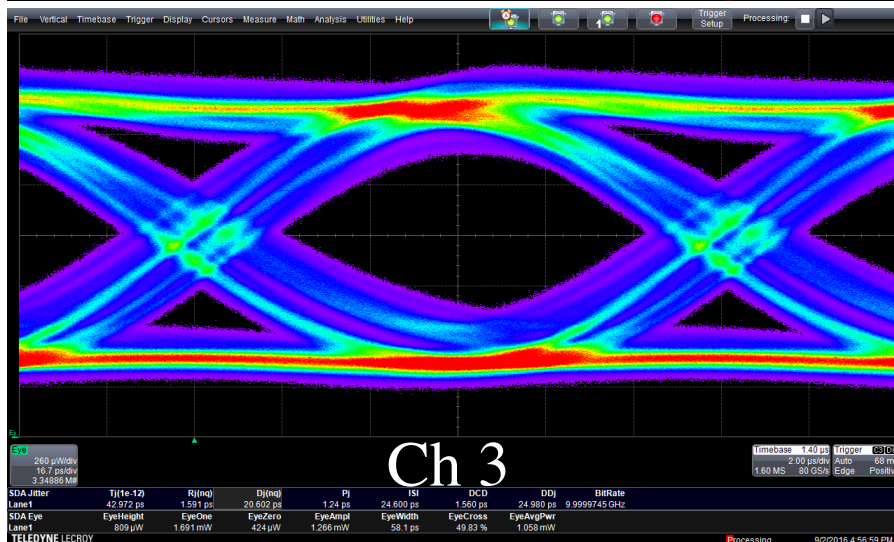 File Vertical Timebase Trigger Display Cursors Measure Math Analysis Utilities Help
1
Trigger Setup
Processing:
Ey
Eye
260 µW/div
16.7 ps/div
3.34886 M#
Ch 3
Timebase 1.40 µs
2.00 µs/div
1.60 MS 80 GS/s
Trigger C3
Auto 68 m
Edge Positiv
SDA Jitter Tj(1e-12) Rj(nq) Dj(nq) Pj ISI DCD DDj BitRate
Lane1 42.972 ps 1.591 ps 20.602 ps 1.24 ps 24.600 ps 1.560 ps 24.980 ps 9.9999745 GHz
SDA Eye EyeHeight EyeOne EyeZero EyeAmpl EyeWidth EyeCross EyeAvgPwr
Lane1 809 µW 1.691 mW 424 µW 1.266 mW 58.1 ps 49.83 % 1.058 mW
TELEDYNE LECROY
Processing 9/2/2016 4:56:59 PM